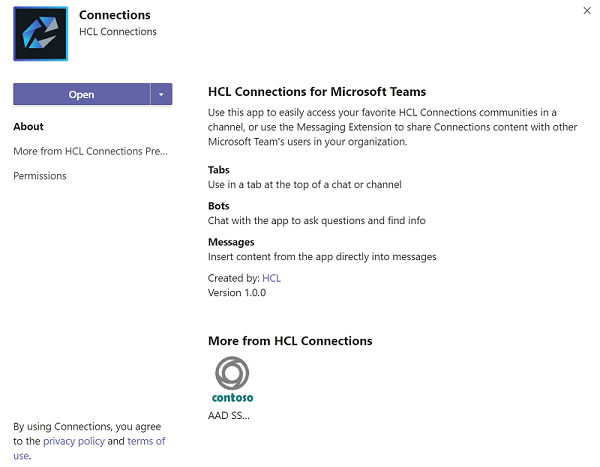 Connections
HCL Connections
Open
About
More from HCL Connections Pre...
Permissions
By using Connections, you agree
to the privacy policy and terms of
use.
HCL Connections for Microsoft Teams
Use this app to easily access your favorite HCL Connections communities in a
channel, or use the Messaging Extension to share Connections content with other
Microsoft Team's users in your organization.
Tabs
Use in a tab at the top of a chat or channel
Bots
Chat with the app to ask questions and find info
Messages
Insert content from the app directly into messages
Created by: HCL
Version 1.0.0
More from HCL Connections
contoso
AAD SS...